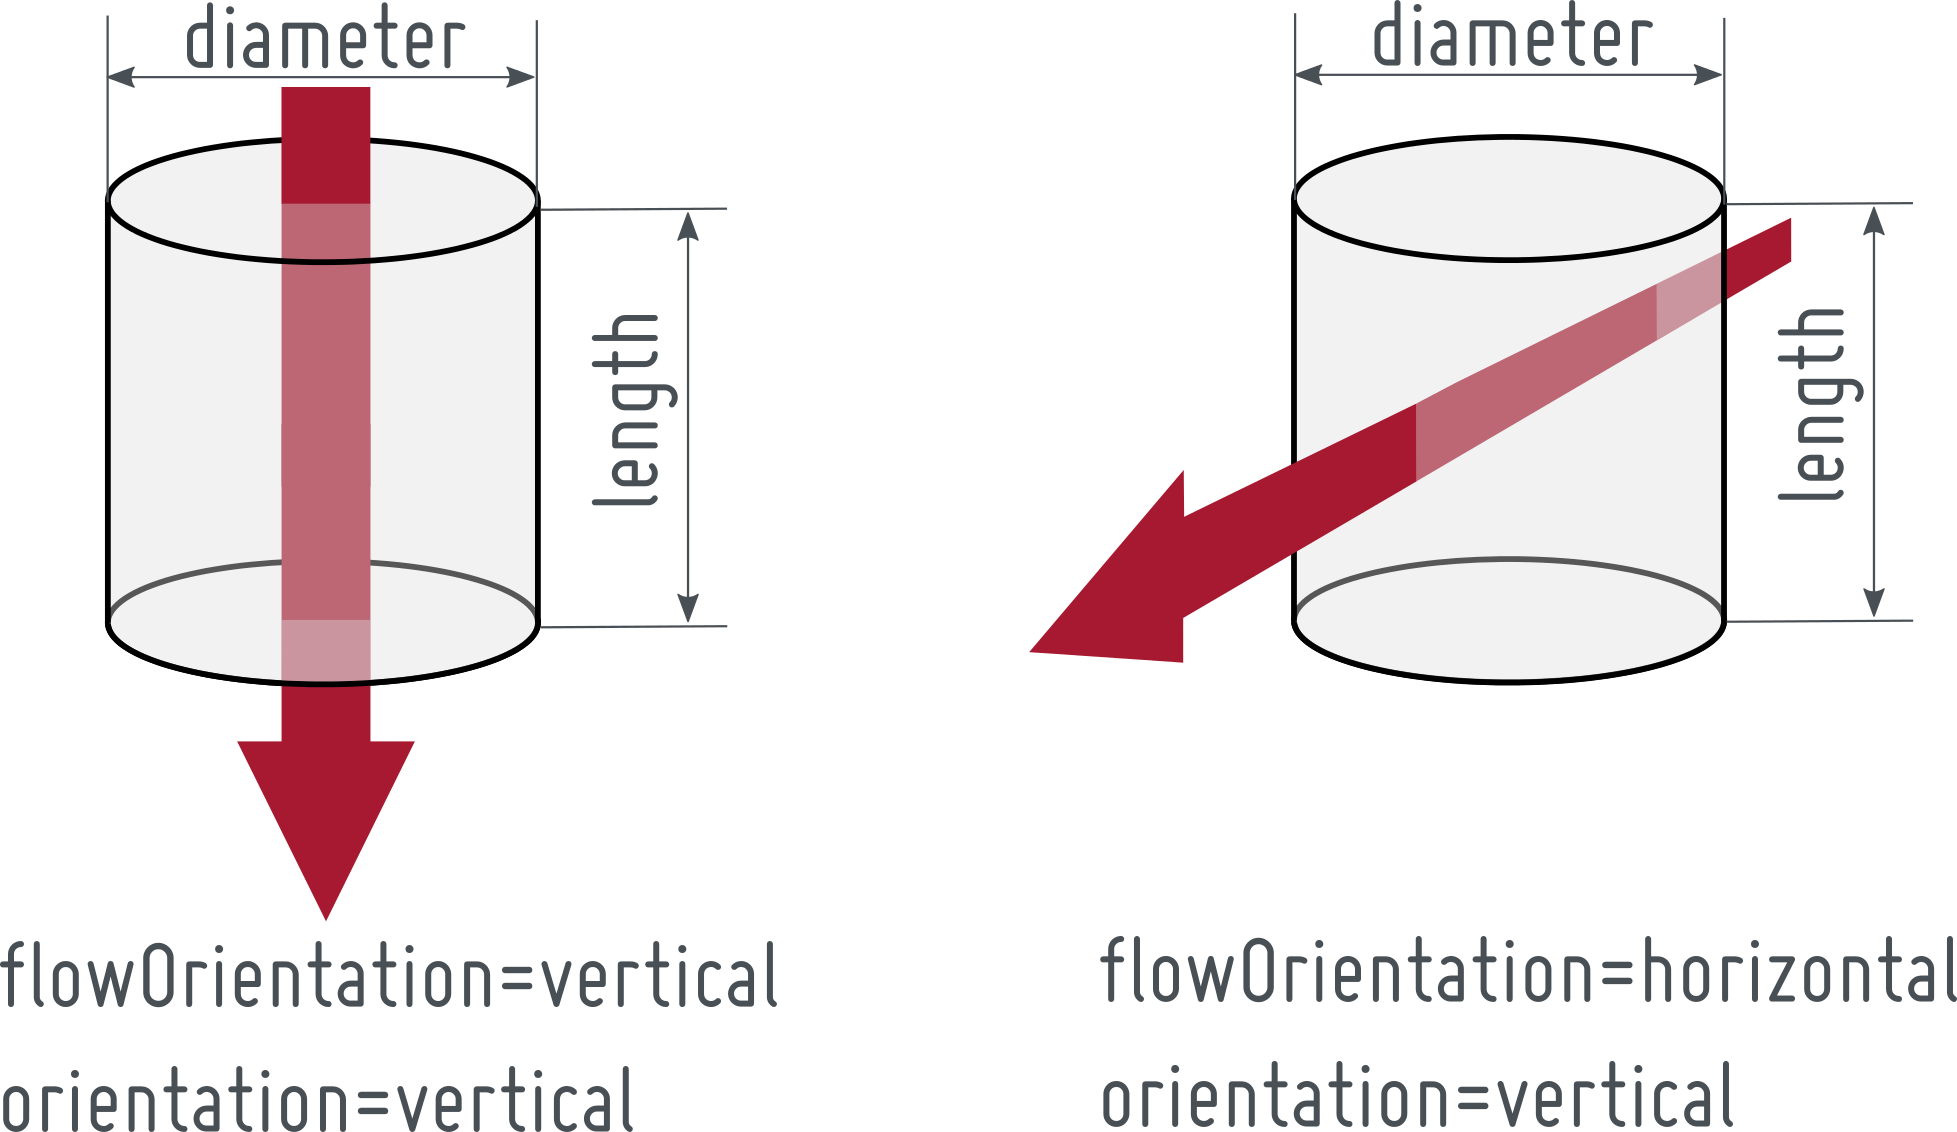 diameter
length
flowOrientation=vertical
orientation=vertical
diameter
length
flowOrientation=horizontal
orientation=vertical